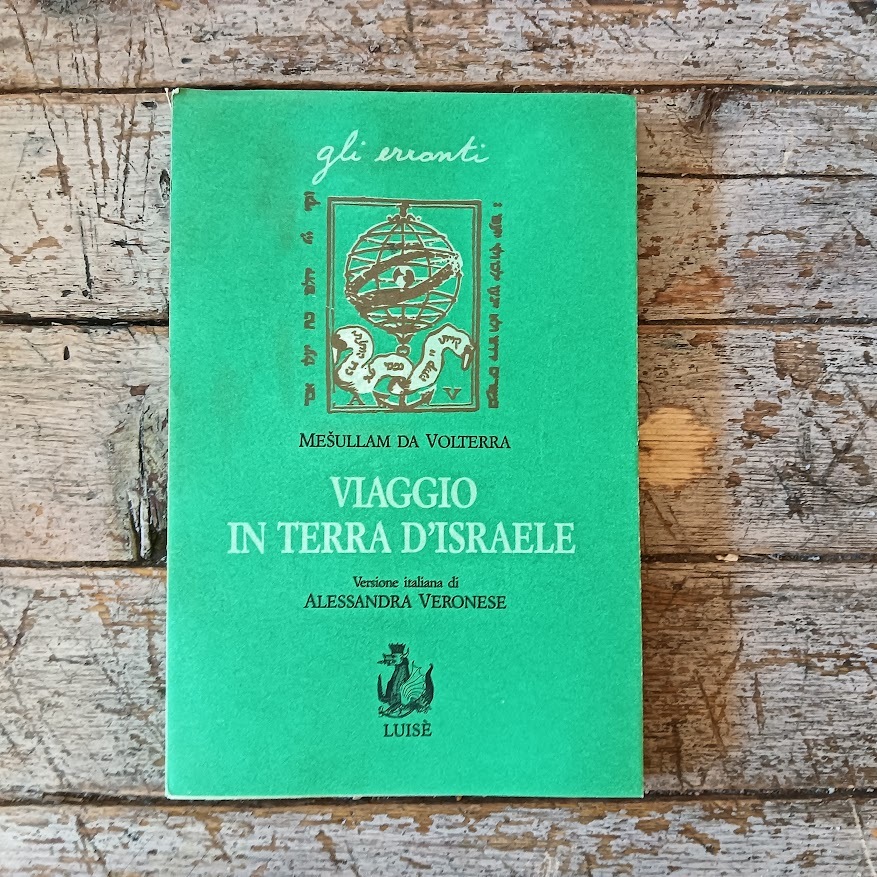 gli erranti
A V
MEŠULLAM DA VOLTERRA
VIAGGIO
IN TERRA D'ISRAELE
Versione italiana di
ALESSANDRA VERONESE
LUISÈ